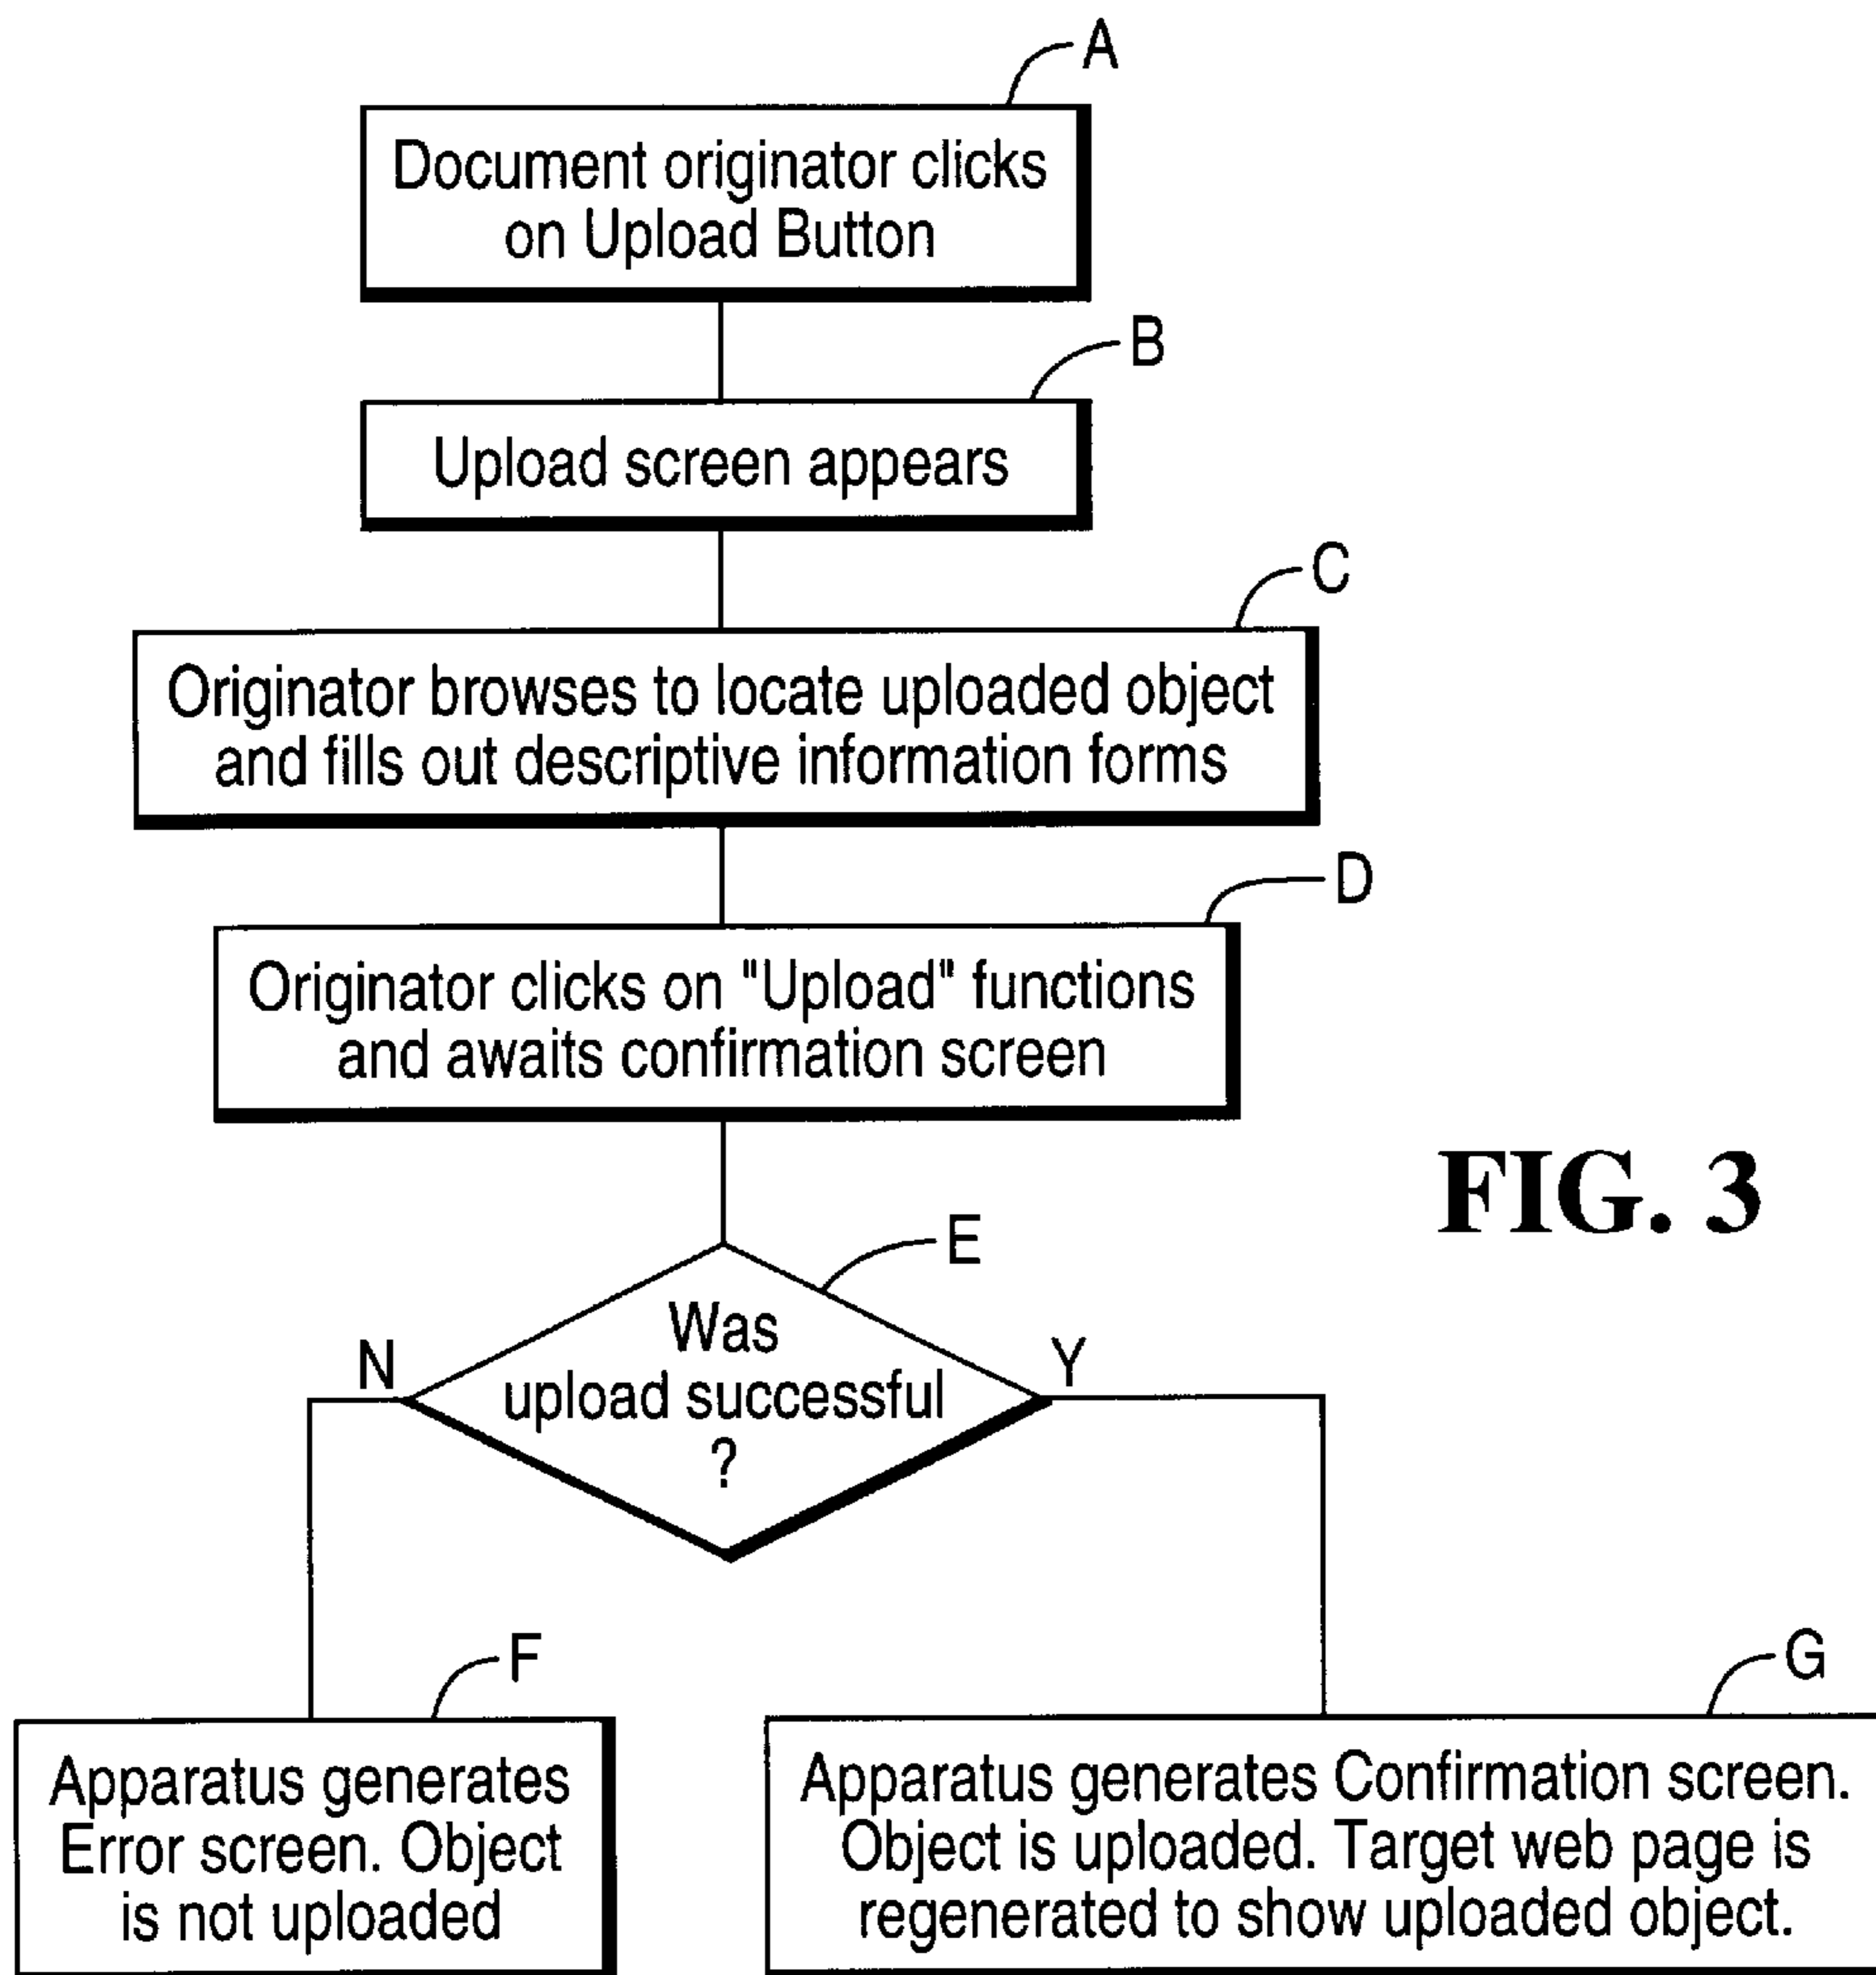 A
Document originator clicks
on Upload Button
B
Upload screen appears
C
Originator browses to locate uploaded object
and fills out descriptive information forms
D
Originator clicks on "Upload" functions
and awaits confirmation screen
FIG. 3
E
Was
upload successful
?
N
Y
F
Apparatus generates
Error screen. Object
is not uploaded
G
Apparatus generates Confirmation screen.
Object is uploaded. Target web page is
regenerated to show uploaded object.